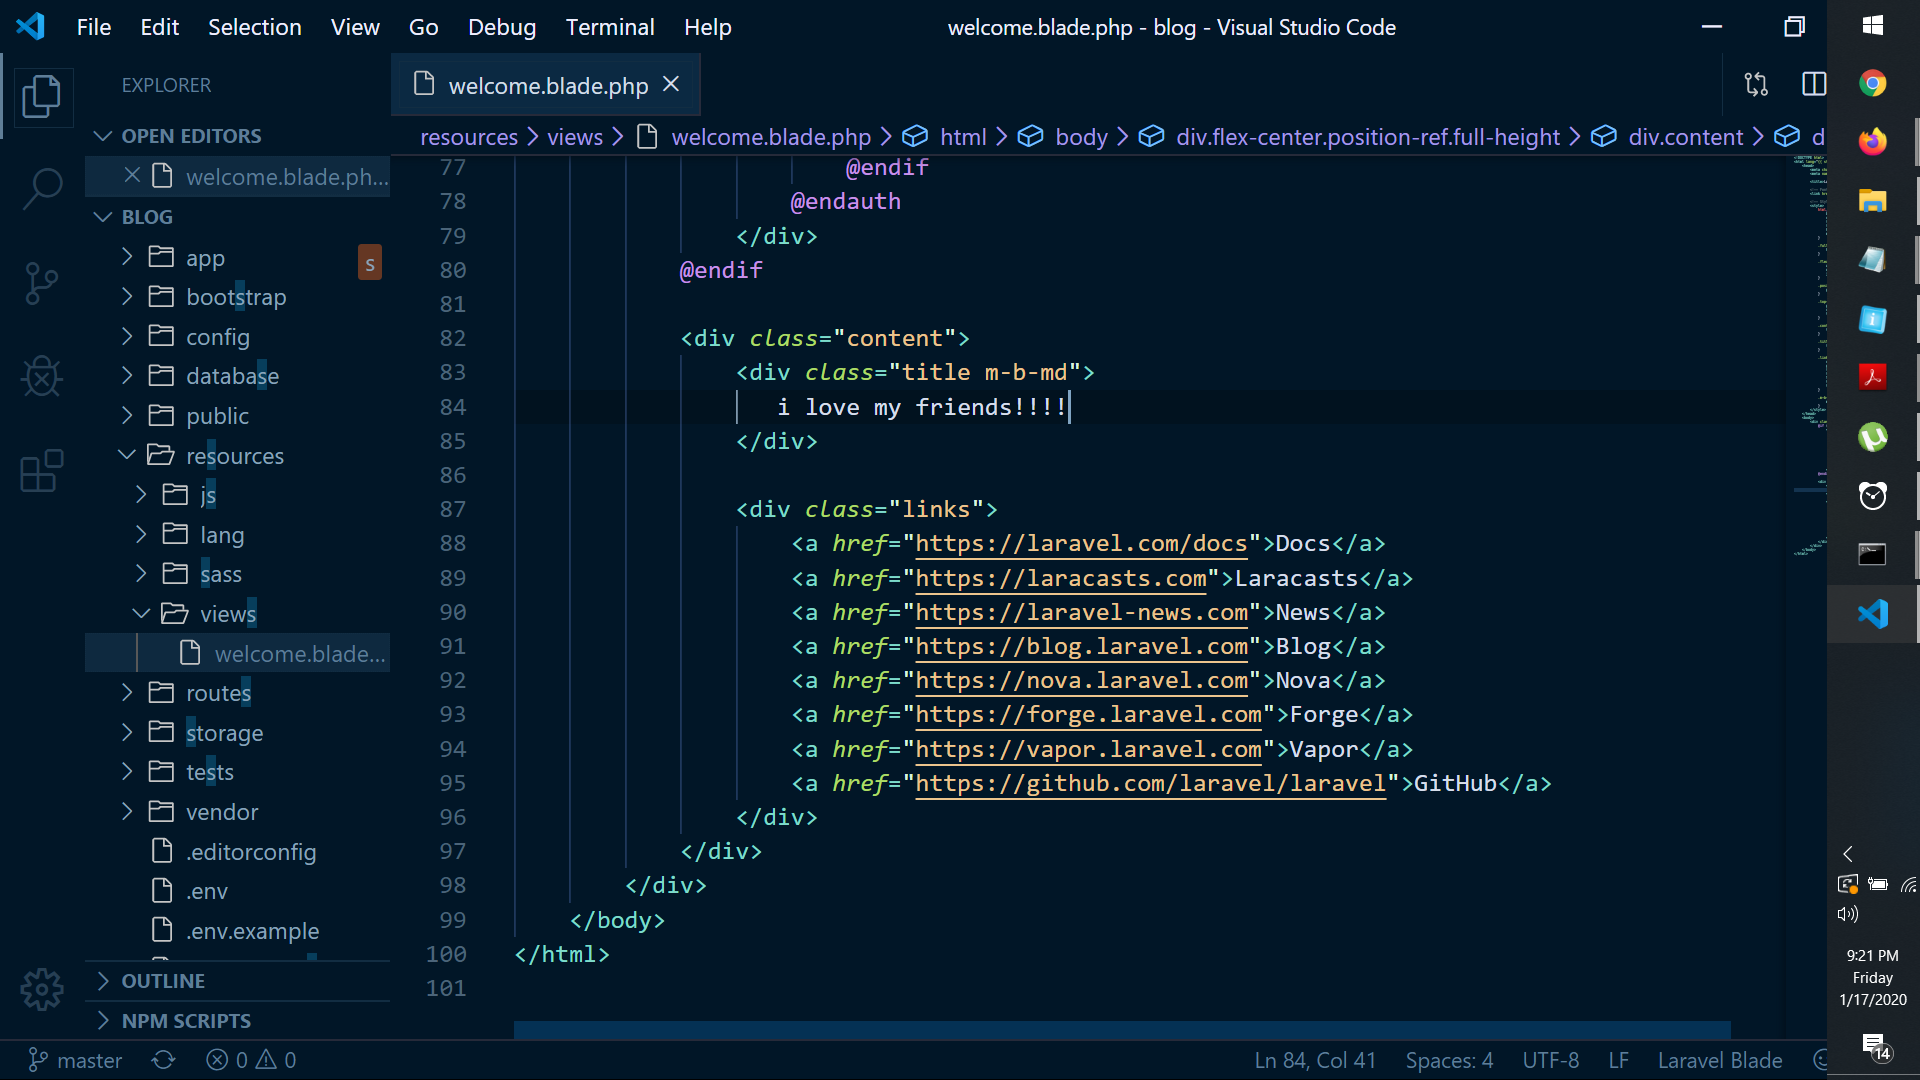 File Edit Selection View Go Debug Terminal Help
welcome.blade.php - blog - Visual Studio Code
EXPLORER
OPEN EDITORS
welcome.blade.ph...
BLOG
app
s
bootstrap
config
database
public
resources
js
lang
sass
views
welcome.blade...
routes
storage
tests
vendor
.editorconfig
.env
.env.example
OUTLINE
NPM SCRIPTS
welcome.blade.php
resources > views > welcome.blade.php > html > body > div.flex-center.position-ref.full-height > div.content > d
77 @endif
78 @endauth
79 </div>
80 @endif
81
82 <div class="content">
83 <div class="title m-b-md">
84 i love my friends!!!!
85 </div>
86
87 <div class="links">
88 <a href="https://laravel.com/docs">Docs</a>
89 <a href="https://laracasts.com">Laracasts</a>
90 <a href="https://laravel-news.com">News</a>
91 <a href="https://blog.laravel.com">Blog</a>
92 <a href="https://nova.laravel.com">Nova</a>
93 <a href="https://forge.laravel.com">Forge</a>
94 <a href="https://vapor.laravel.com">Vapor</a>
95 <a href="https://github.com/laravel/laravel">GitHub</a>
96 </div>
97 </div>
98 </div>
99 </body>
100 </html>
101
master 0 0
Ln 84, Col 41 Spaces: 4 UTF-8 LF Laravel Blade
9:21 PM
Friday
1/17/2020
14